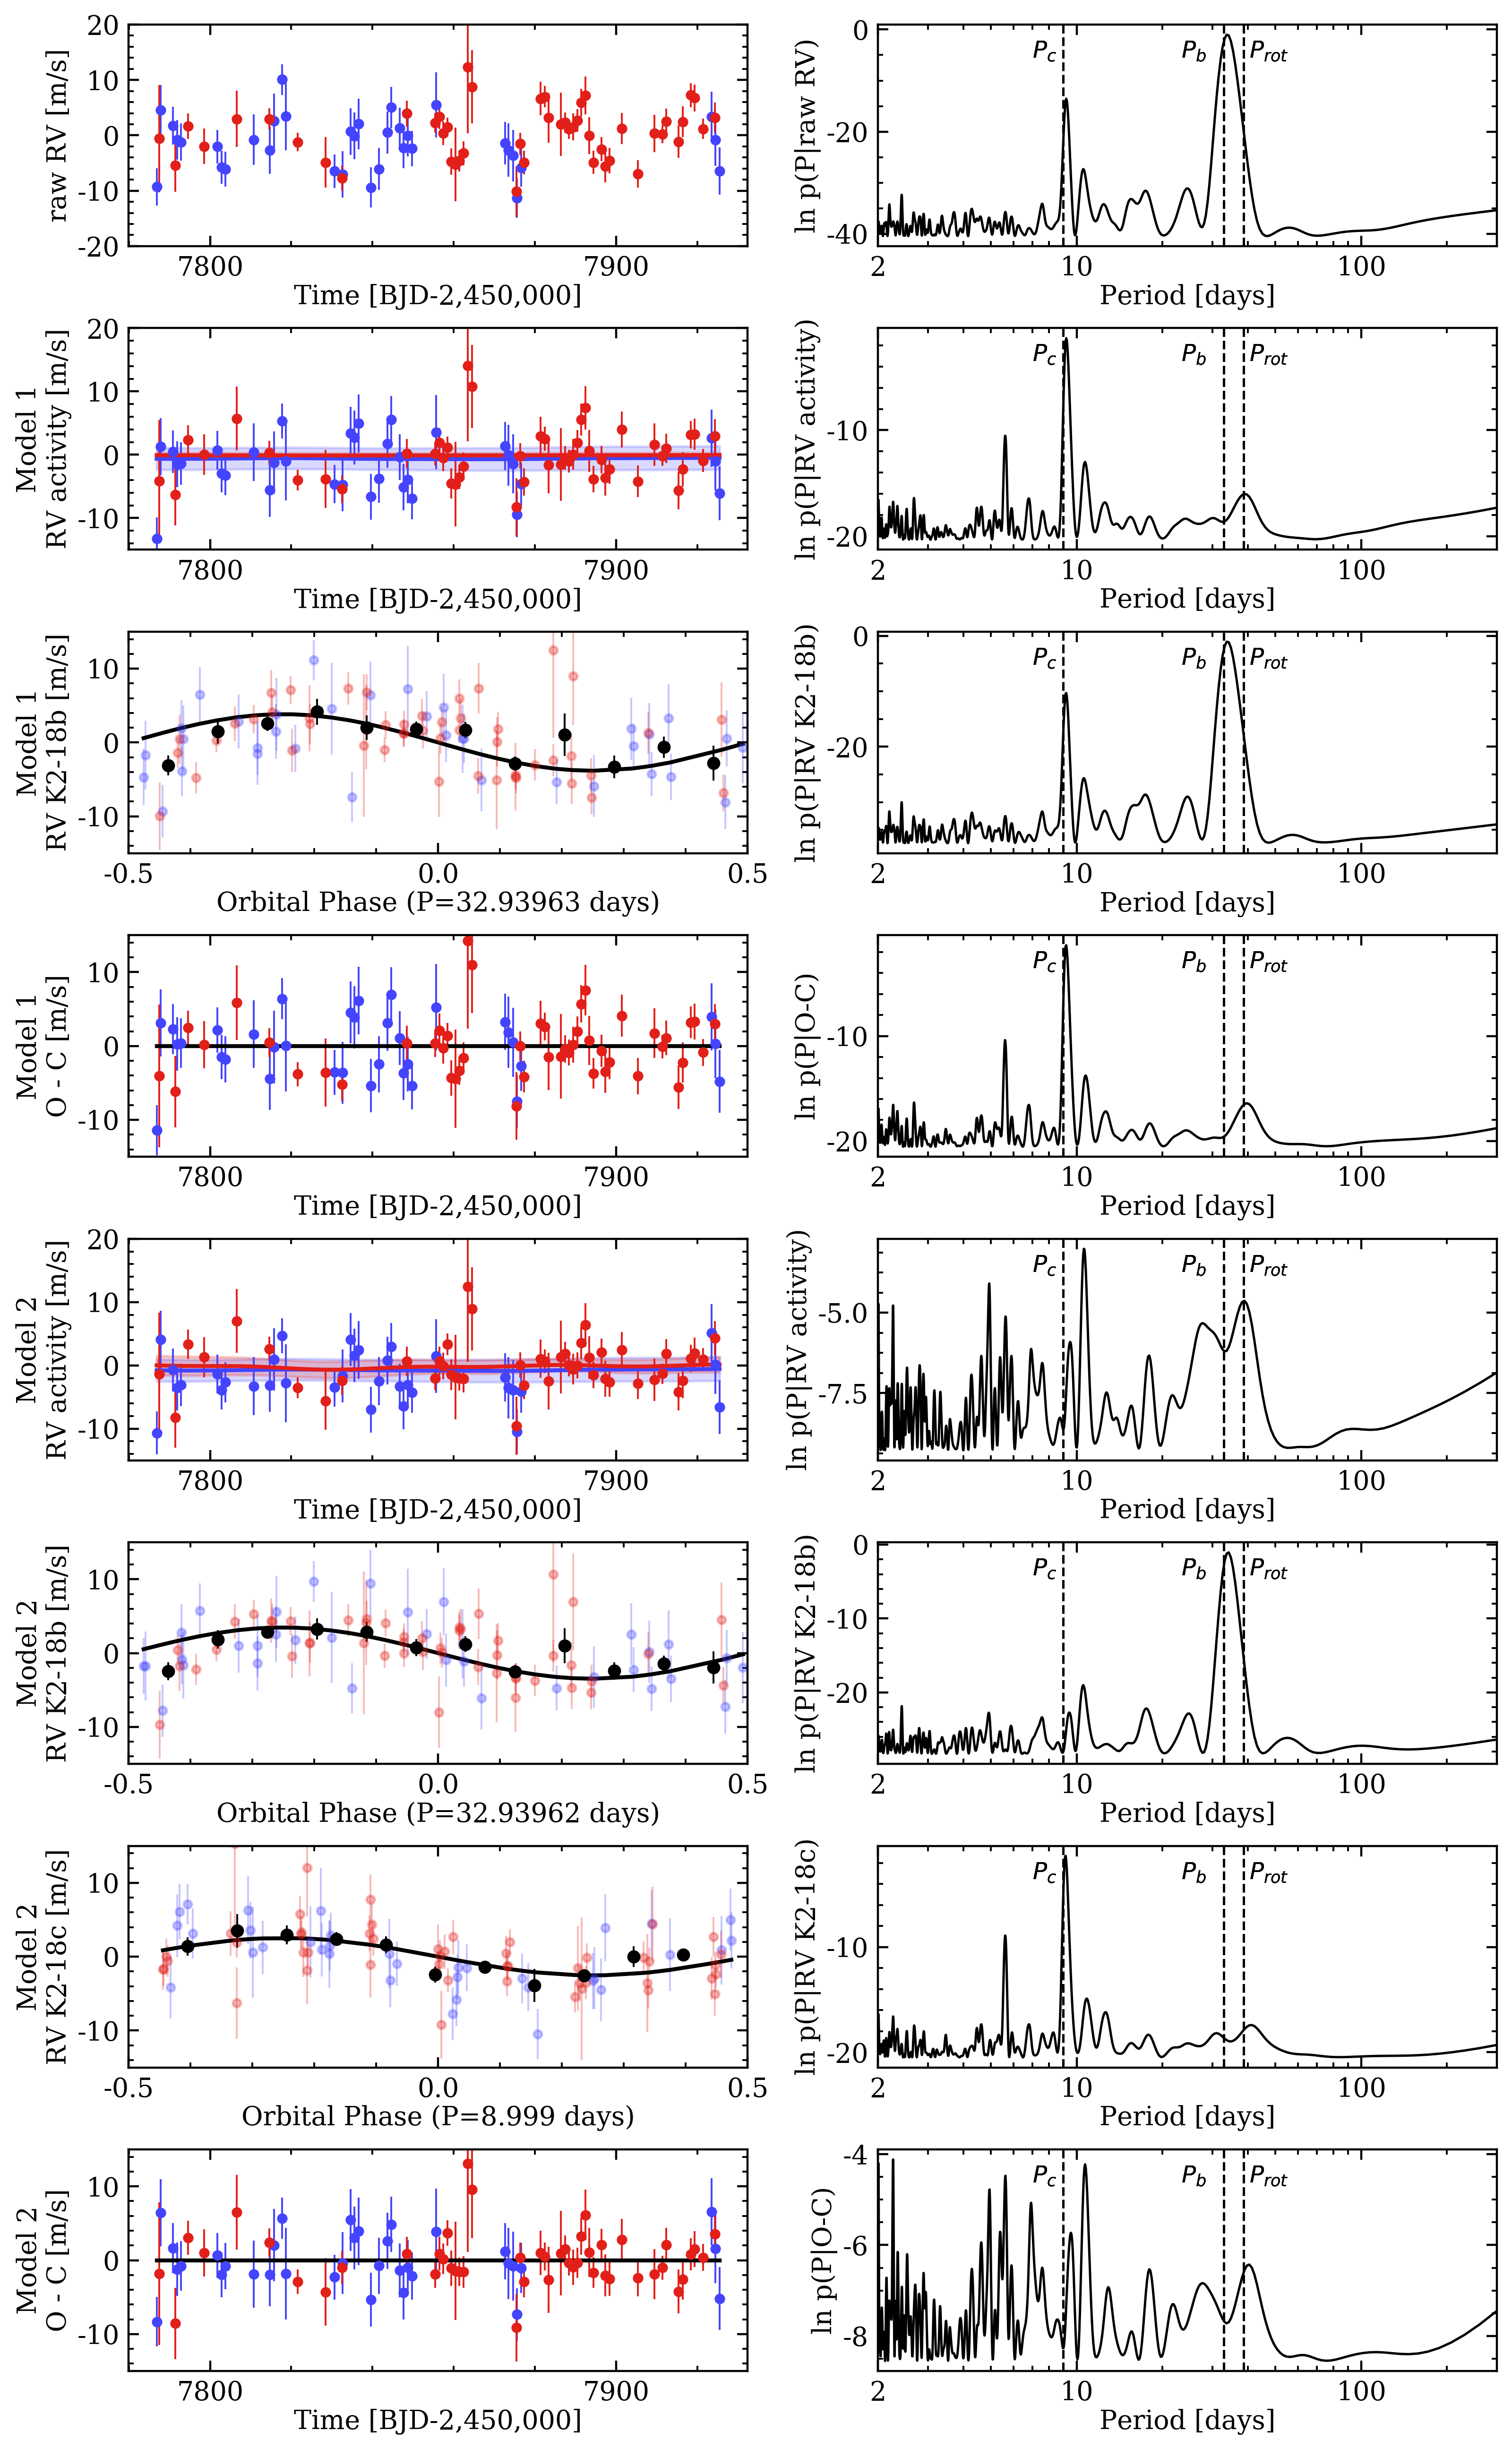 raw RV [m/s]
20
10
0
-10
-20
7800
7900
Time [BJD-2,450,000]
ln p(P|raw RV)
0
-20
-40
P_c
P_b
P_rot
2
10
100
Period [days]
Model 1
RV activity [m/s]
20
10
0
-10
7800
7900
Time [BJD-2,450,000]
ln p(P|RV activity)
-10
-20
P_c
P_b
P_rot
2
10
100
Period [days]
Model 1
RV K2-18b [m/s]
10
0
-10
-0.5
0.0
0.5
Orbital Phase (P=32.93963 days)
ln p(P|RV K2-18b)
0
-20
P_c
P_b
P_rot
2
10
100
Period [days]
Model 1
O - C [m/s]
10
0
-10
7800
7900
Time [BJD-2,450,000]
ln p(P|O-C)
-10
-20
P_c
P_b
P_rot
2
10
100
Period [days]
Model 2
RV activity [m/s]
20
10
0
-10
7800
7900
Time [BJD-2,450,000]
ln p(P|RV activity)
-5.0
-7.5
P_c
P_b
P_rot
2
10
100
Period [days]
Model 2
RV K2-18b [m/s]
10
0
-10
-0.5
0.0
0.5
Orbital Phase (P=32.93962 days)
ln p(P|RV K2-18b)
0
-10
-20
P_c
P_b
P_rot
2
10
100
Period [days]
Model 2
RV K2-18c [m/s]
10
0
-10
-0.5
0.0
0.5
Orbital Phase (P=8.999 days)
ln p(P|RV K2-18c)
-10
-20
P_c
P_b
P_rot
2
10
100
Period [days]
Model 2
O - C [m/s]
10
0
-10
7800
7900
Time [BJD-2,450,000]
ln p(P|O-C)
-4
-6
-8
P_c
P_b
P_rot
2
10
100
Period [days]